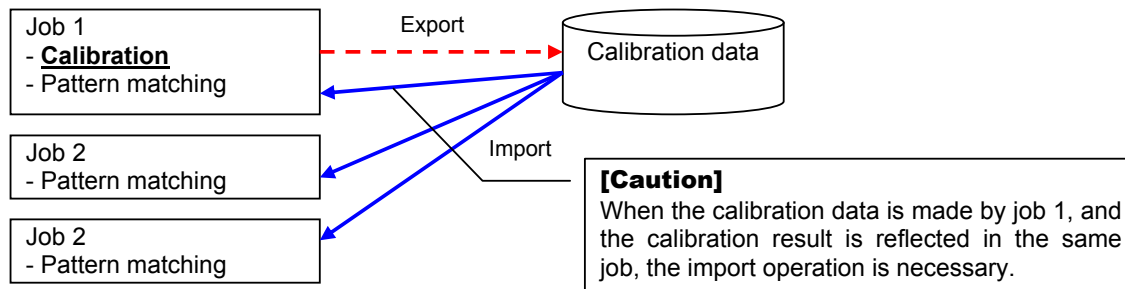 Job 1
- Calibration
- Pattern matching
Export
Calibration data
Job 2
- Pattern matching
Import
Job 2
- Pattern matching
[Caution]
When the calibration data is made by job 1, and
the calibration result is reflected in the same
job, the import operation is necessary.